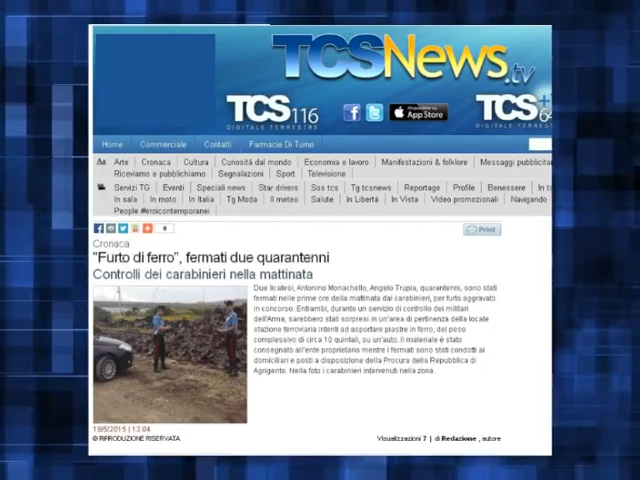 TCSNews.tv
TCS 116
DIGITALE TERRESTRE
Disponibile su
App Store
TCS
DIGITALE TERREST
Home Commerciale Contatti Farmacie Di Turno
Aa Arte Cronaca Cultura Curiosità dal mondo Economia e lavoro Manifestazioni & folklore Messaggi pubblicitar
Riceviamo e pubblichiamo Segnalazioni Sport Televisione
Servizi TG Eventi Speciali news Star drivers Sos tcs Tg tcsnews Reportage Profile Benessere In to
In sala In moto In Italia Tg Moda Il meteo Salute In Libertà In Vista Video promozionali Navigando
People #eroicontemporanei
0
Print
Cronaca
"Furto di ferro", fermati due quarantenni
Controlli dei carabinieri nella mattinata
Due licatesi, Antonino Monachello, Angelo Trupia, quarantenni, sono stati
fermati nelle prime ore della mattinata dai carabinieri, per furto aggravato
in concorso. Entrambi, durante un servizio di controllo dei militari
dell'Arma, sarebbero stati sorpresi in un'area di pertinenza della locale
stazione ferroviaria intenti ad asportare piastre in ferro, del peso
complessivo di circa 10 quintali, su un'auto. Il materiale è stato
consegnato all'ente proprietario mentre i fermati sono stati condotti ai
domiciliari e posti a disposizione della Procura della Repubblica di
Agrigento. Nella foto i carabinieri intervenuti nella zona.
19/5/2015 | 13:04
© RIPRODUZIONE RISERVATA
Visualizzazioni 7 | di Redazione , autore